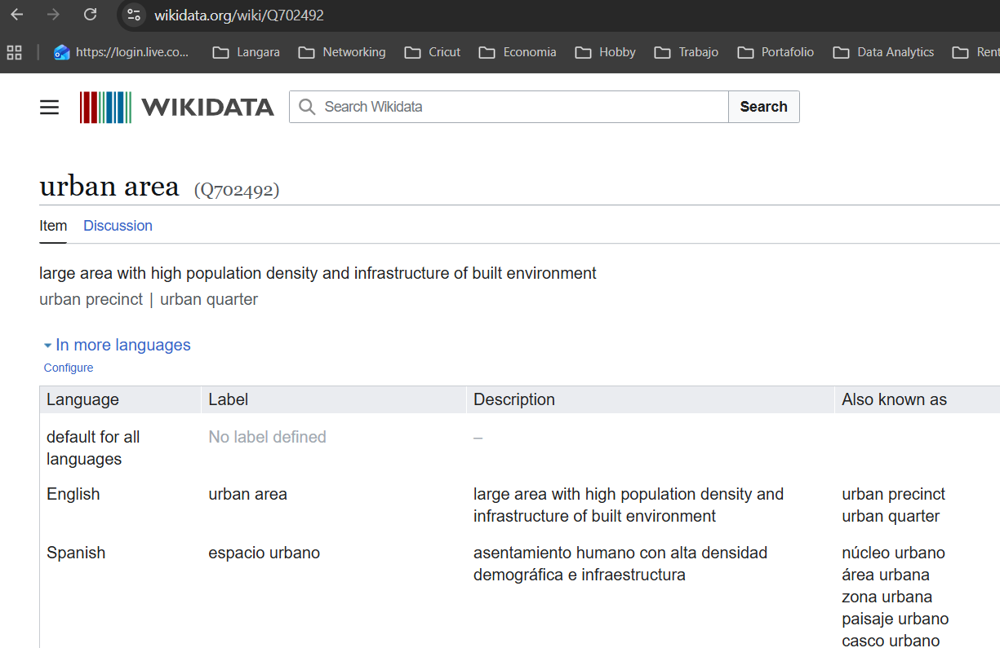 wikidata.org/wiki/Q702492
https://login.live.co... Langara Networking Cricut Economia Hobby Trabajo Portafolio Data Analytics Rent
WIKIDATA Search Wikidata Search
urban area (Q702492)
Item Discussion
large area with high population density and infrastructure of built environment
urban precinct | urban quarter
In more languages
Configure
Language Label Description Also known as
default for all No label defined –
languages
English urban area large area with high population density and urban precinct
infrastructure of built environment urban quarter
Spanish espacio urbano asentamiento humano con alta densidad núcleo urbano
demográfica e infraestructura área urbana
zona urbana
paisaje urbano
casco urbano